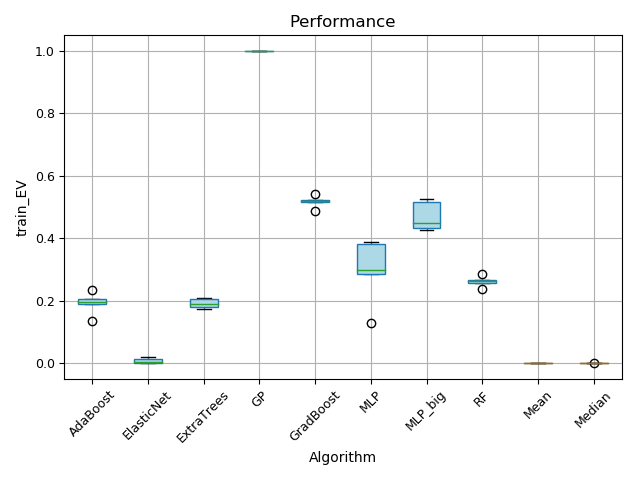 Performance
1.0
0.8
0.6
0.4
0.2
0.0
train_EV
AdaBoost
ElasticNet
ExtraTrees
GP
GradBoost
MLP
MLP_big
RF
Mean
Median
Algorithm